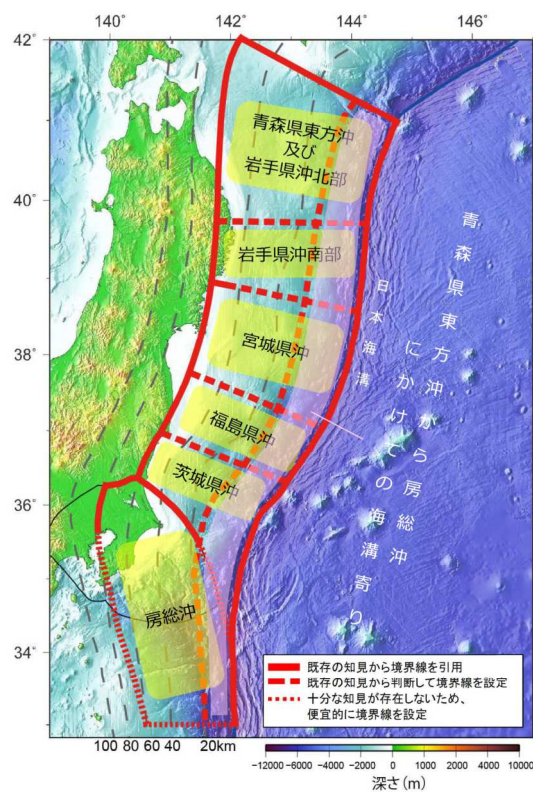 140° 142° 144° 146°
42°
40°
38°
36°
34°
青森県東方沖
及び
岩手県沖北部
岩手県沖南部
宮城県沖
福島県沖
茨城県沖
房総沖
日本海溝
青森県東方沖から房総沖
にかけての海溝寄り
既存の知見から境界線を引用
既存の知見から判断して境界線を設定
十分な知見が存在しないため、
便宜的に境界線を設定
100 80 60 40 20km
-12000 -6000 -4000 -2000 0 1000 2000 4000 10000
深さ(m)